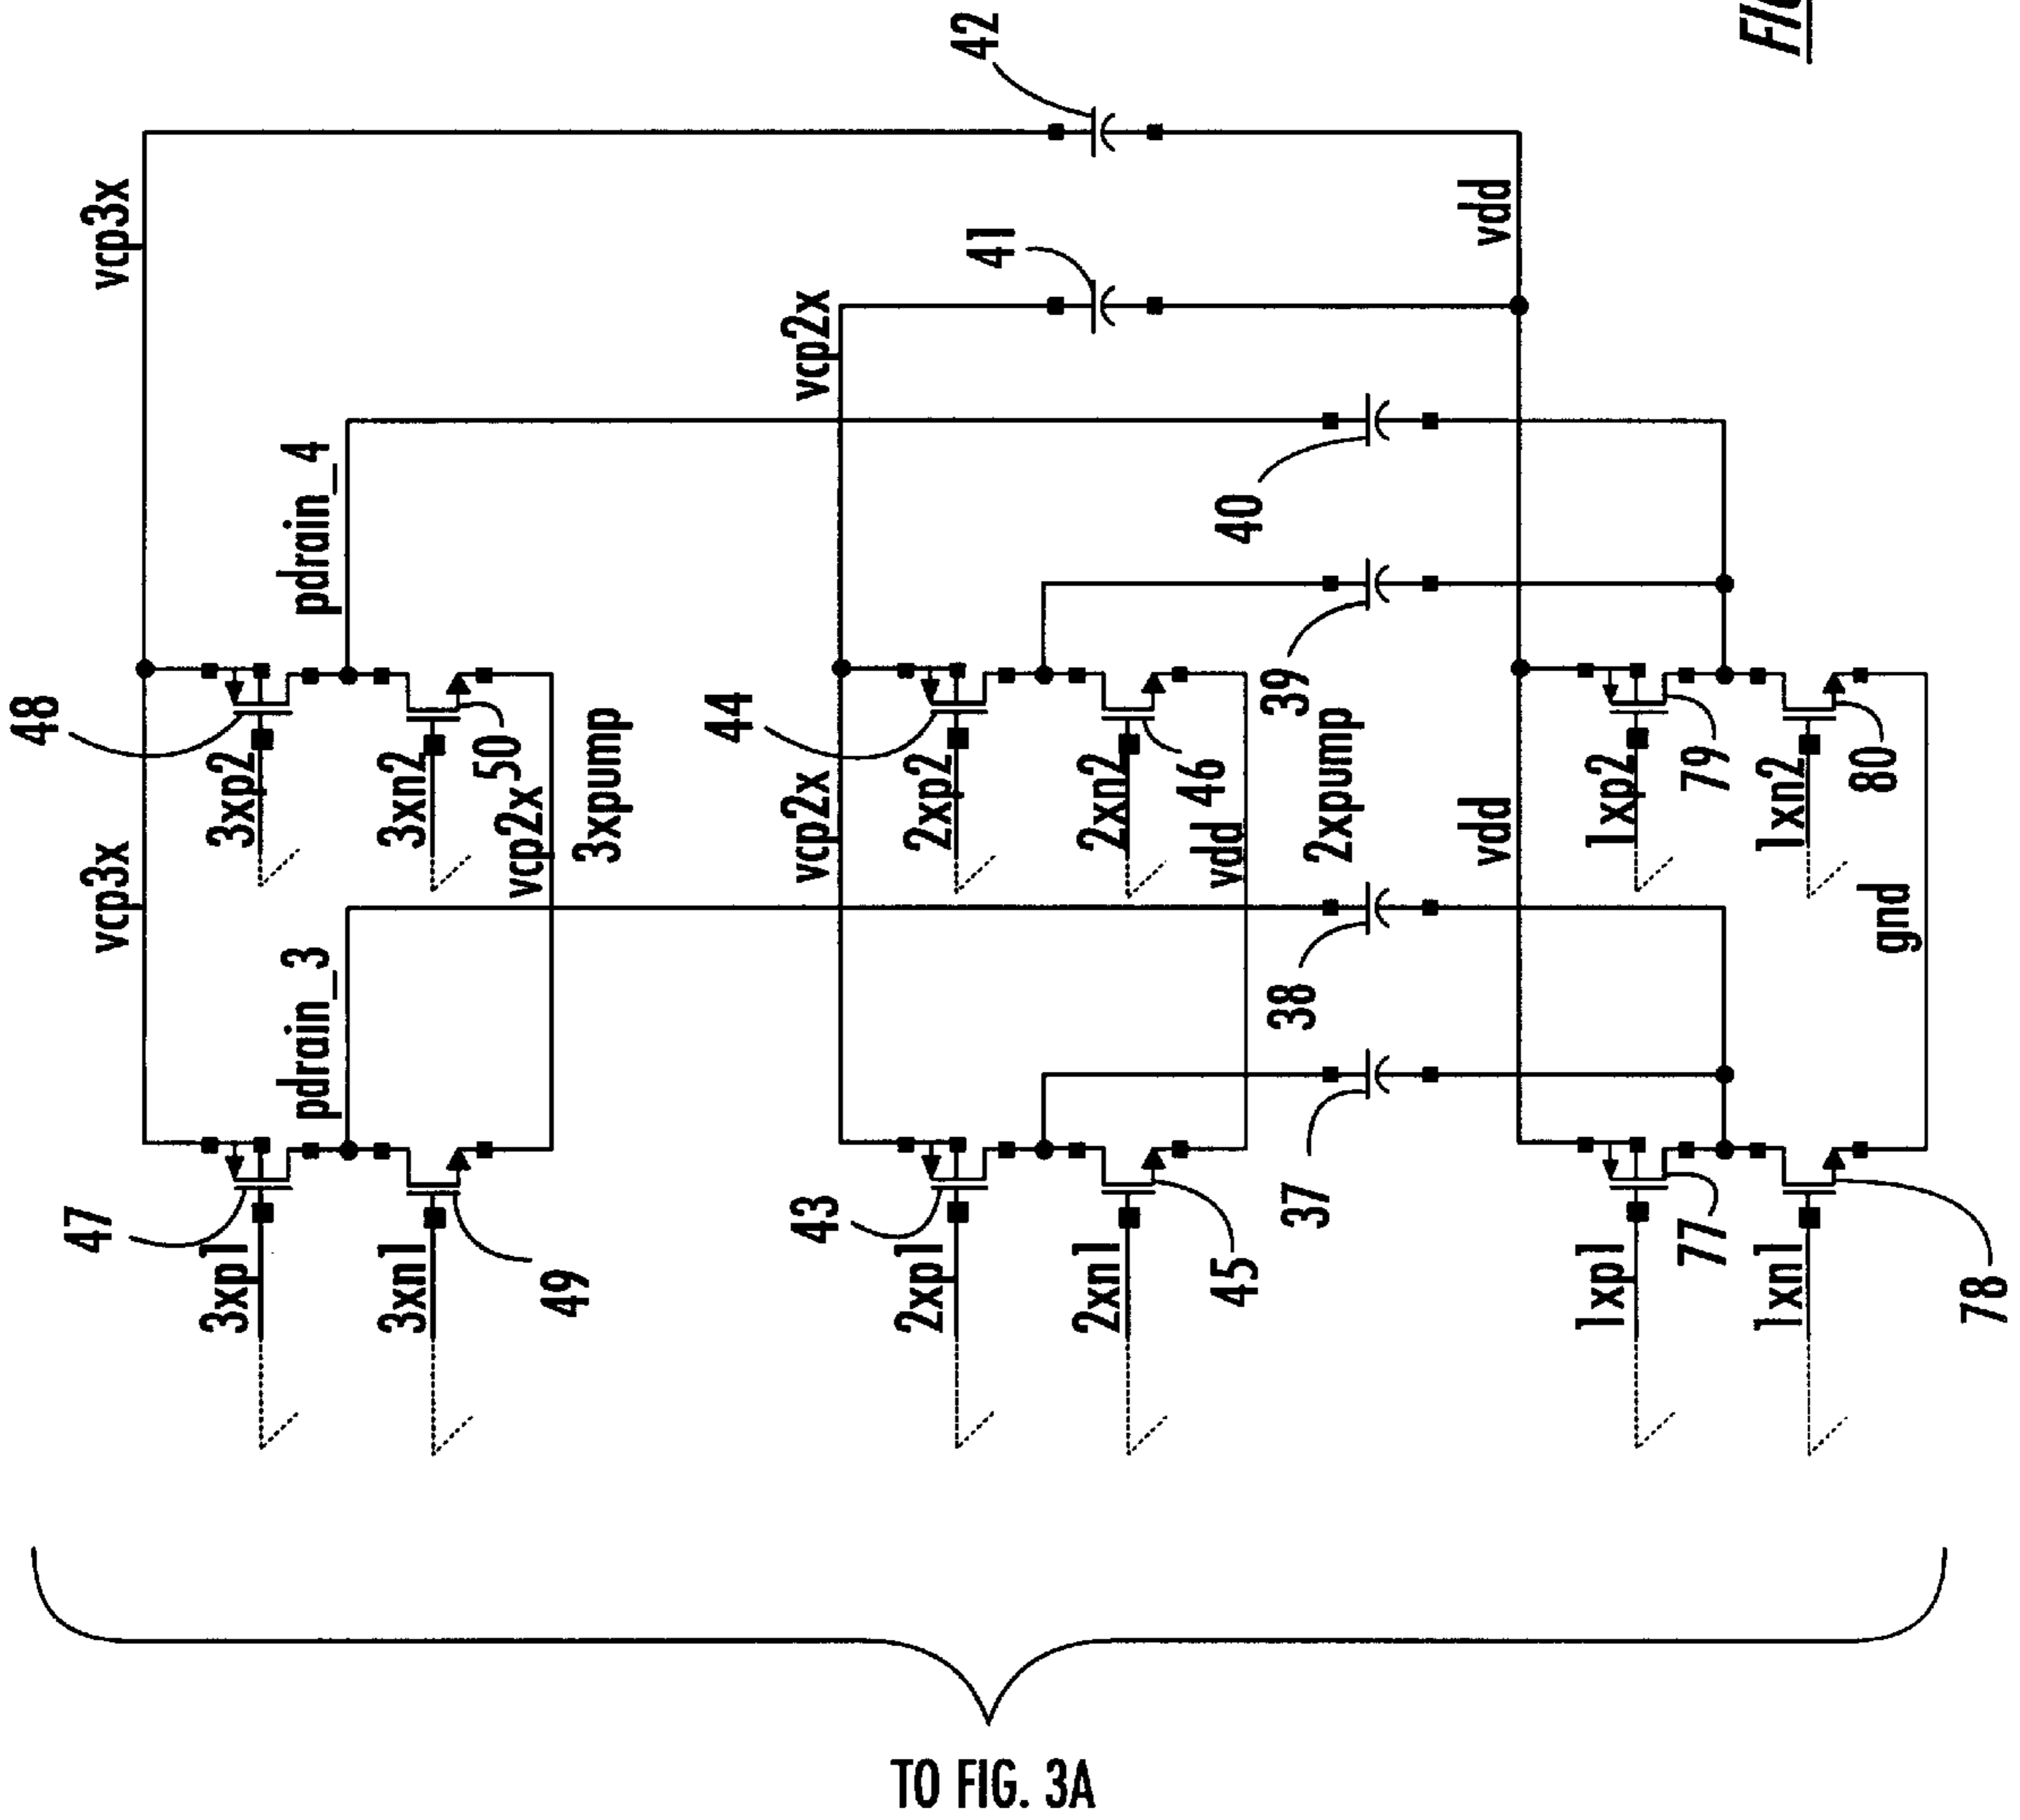 42
vcp3x
41
vdd
vcp2x
pdrain_4
40
48
3xp2
3xn2
50
vcp2x
3xpump
44
vcp2x
2xp2
2xn2
46
vdd
39
2xpump
vdd
1xp2
79
1xn2
80
gnd
vcp3x
pdrain_3
38
47
3xp1
3xn1
49
43
2xp1
2xn1
45
37
1xp1
77
1xn1
78
TO FIG. 3A